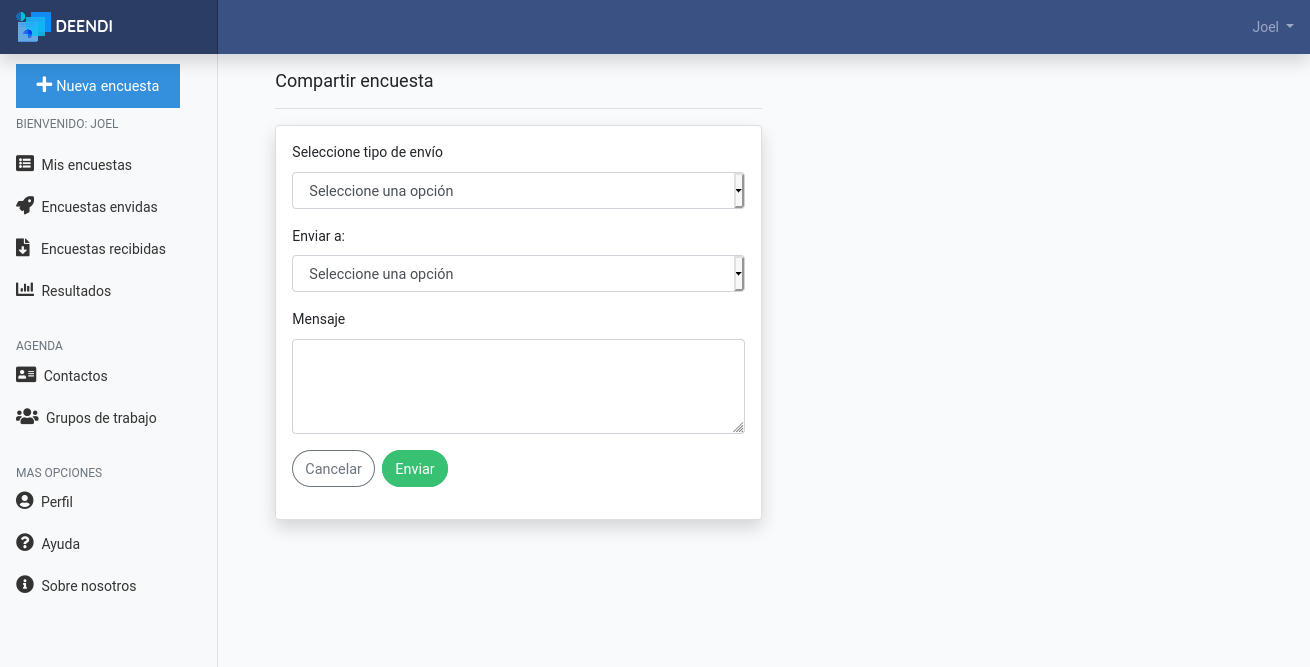 DEENDI
Joel
Nueva encuesta
BIENVENIDO: JOEL
Mis encuestas
Encuestas envidas
Encuestas recibidas
Resultados
AGENDA
Contactos
Grupos de trabajo
MAS OPCIONES
Perfil
Ayuda
Sobre nosotros
Compartir encuesta
Seleccione tipo de envío
Seleccione una opción
Enviar a:
Seleccione una opción
Mensaje
Cancelar Enviar